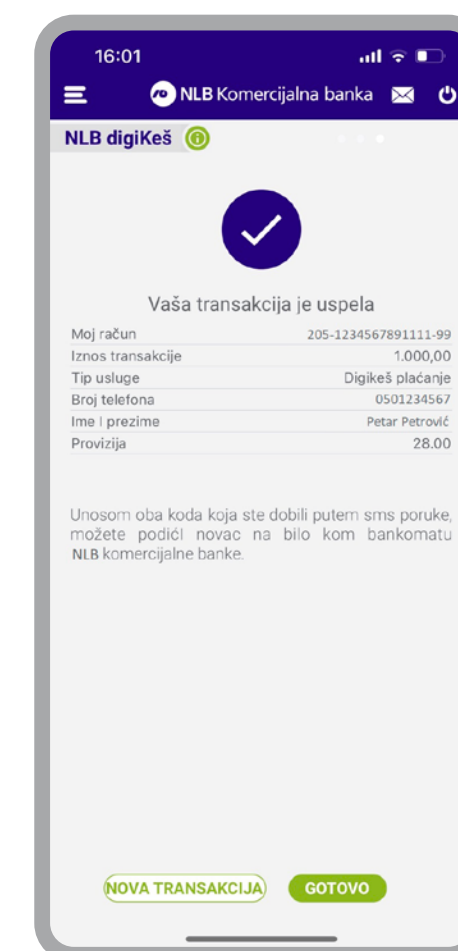 16:01
NLB Komercijalna banka
NLB digiKeš
Vaša transakcija je uspela
Moj račun 205-1234567891111-99
Iznos transakcije 1.000,00
Tip usluge Digikeš plaćanje
Broj telefona 0501234567
Ime I prezime Petar Petrović
Provizija 28.00
Unosom oba koda koja ste dobili putem sms poruke,
možete podići novac na bilo kom bankomatu
NLB komercijalne banke.
NOVA TRANSAKCIJA GOTOVO